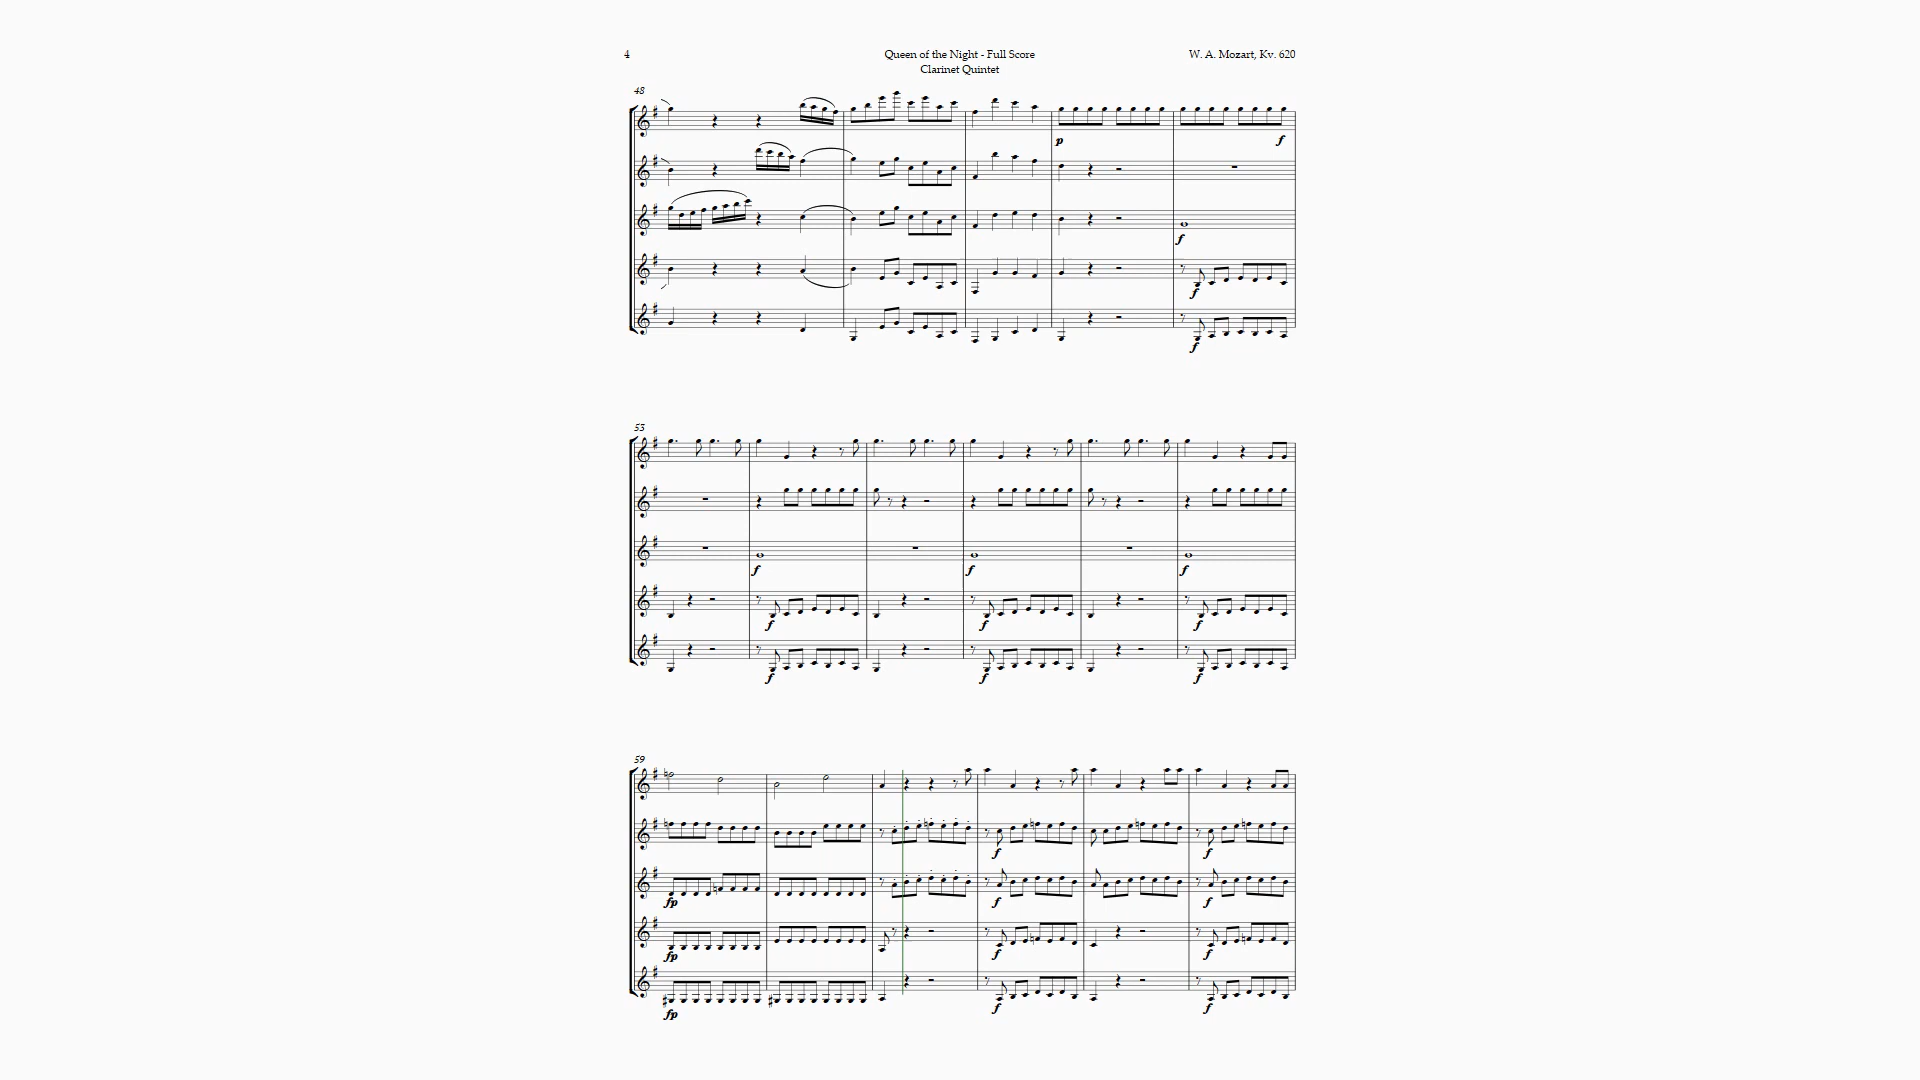 4
Queen of the Night - Full Score
W. A. Mozart, Kv. 620
Clarinet Quintet
48
p
f
f
f
f
53
f f f
f f f
f f f
59
f f
fp f f
fp f f
fp f f